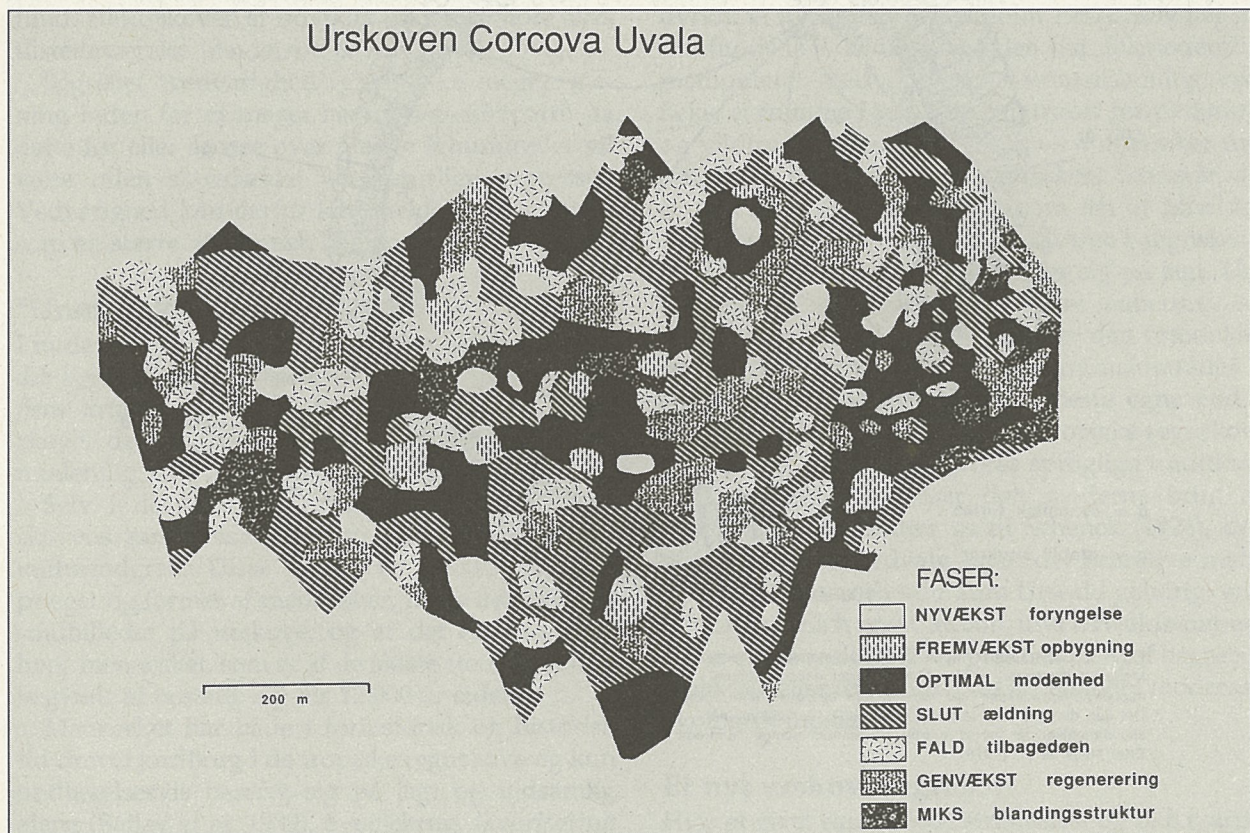 Urskoven Corcova Uvala
FASER:
NYVÆKST foryngelse
FREMVÆKST opbygning
OPTIMAL modenhed
SLUT ældning
FALD tilbagedøen
GENVÆKST regenerering
MIKS blandingsstruktur
200 m